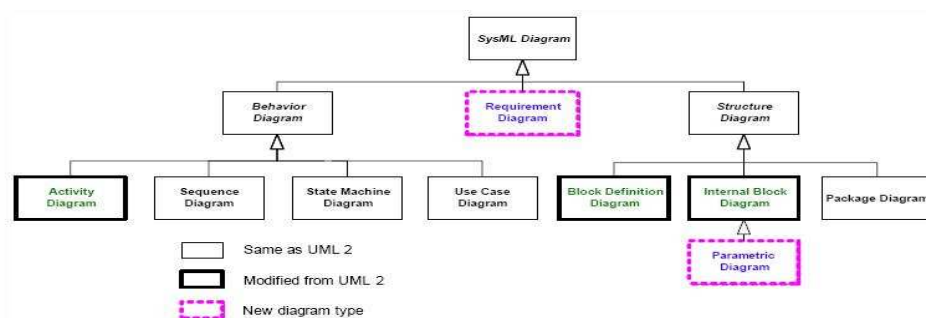 SysML Diagram
Behavior
Diagram
Requirement
Diagram
Structure
Diagram
Activity
Diagram
Sequence
Diagram
State Machine
Diagram
Use Case
Diagram
Block Definition
Diagram
Internal Block
Diagram
Package Diagram
Same as UML 2
Modified from UML 2
New diagram type
Parametric
Diagram